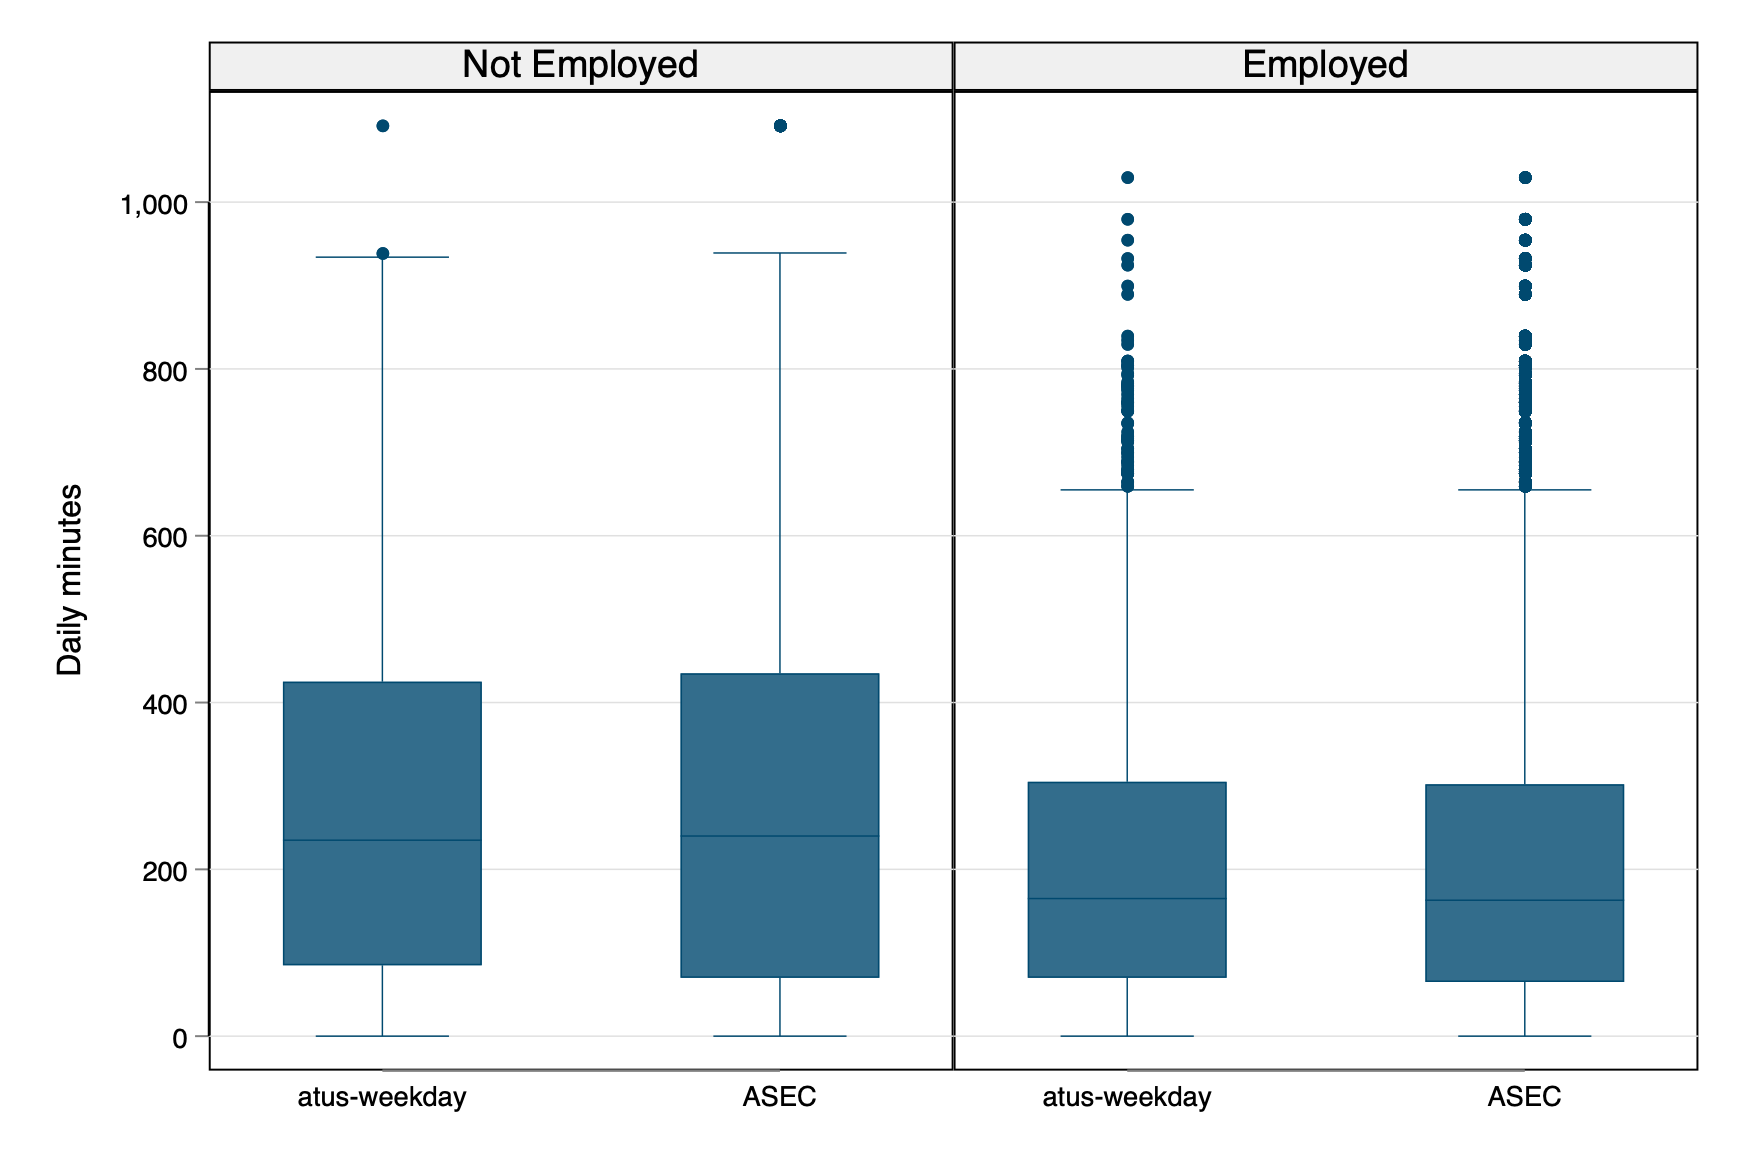 Not Employed
Employed
Daily minutes
1,000
800
600
400
200
0
atus-weekday
ASEC
atus-weekday
ASEC